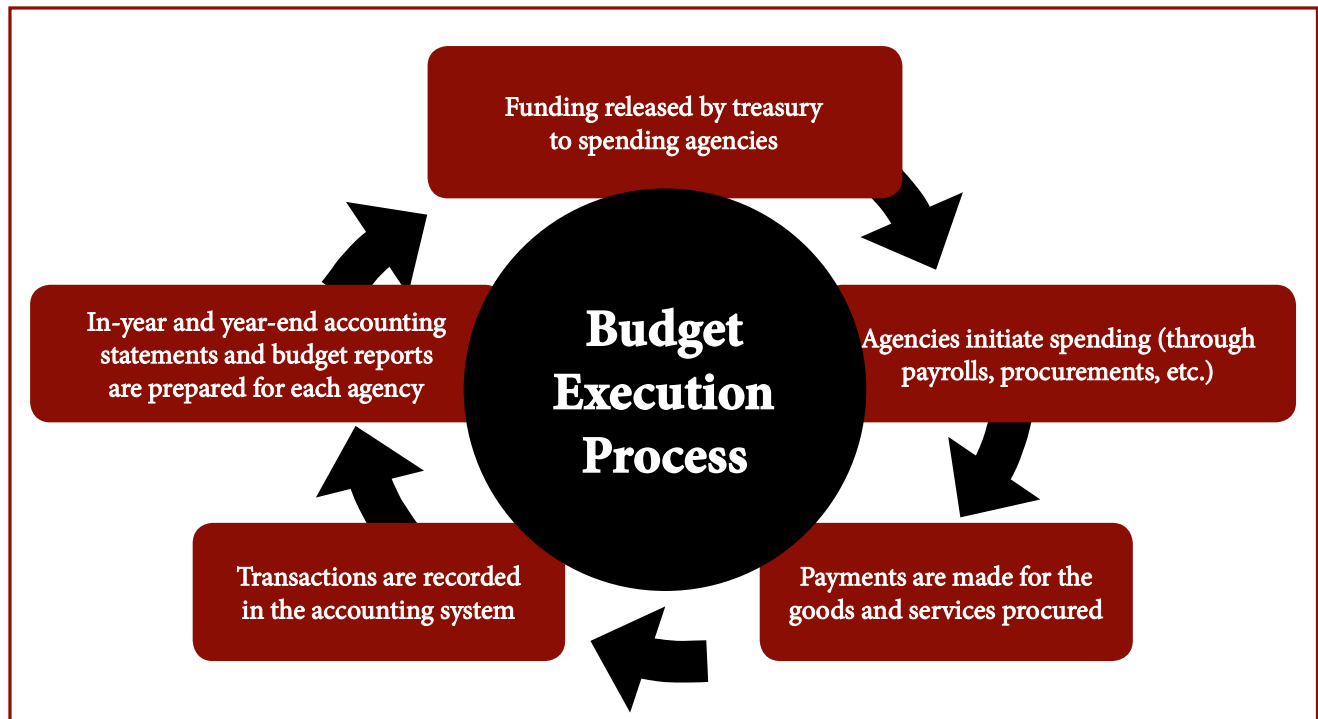 Funding released by treasury
to spending agencies
Agencies initiate spending (through
payrolls, procurements, etc.)
Payments are made for the
goods and services procured
Transactions are recorded
in the accounting system
In-year and year-end accounting
statements and budget reports
are prepared for each agency
Budget
Execution
Process